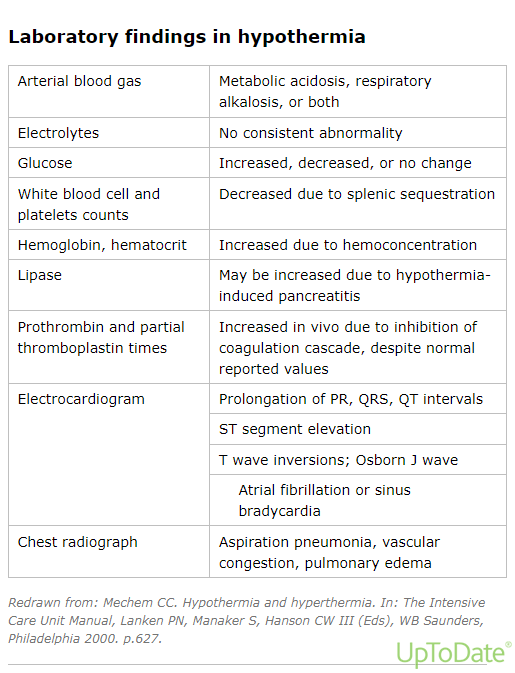 Laboratory findings in hypothermia
Arterial blood gas
Metabolic acidosis, respiratory
alkalosis, or both
Electrolytes
No consistent abnormality
Glucose
Increased, decreased, or no change
White blood cell and
platelets counts
Decreased due to splenic sequestration
Hemoglobin, hematocrit
Increased due to hemoconcentration
Lipase
May be increased due to hypothermia-
induced pancreatitis
Prothrombin and partial
thromboplastin times
Increased in vivo due to inhibition of
coagulation cascade, despite normal
reported values
Electrocardiogram
Prolongation of PR, QRS, QT intervals
ST segment elevation
T wave inversions; Osborn J wave
Atrial fibrillation or sinus
bradycardia
Chest radiograph
Aspiration pneumonia, vascular
congestion, pulmonary edema
Redrawn from: Mechem CC. Hypothermia and hyperthermia. In: The Intensive
Care Unit Manual, Lanken PN, Manaker S, Hanson CW III (Eds), WB Saunders,
Philadelphia 2000. p.627.
UpToDate®